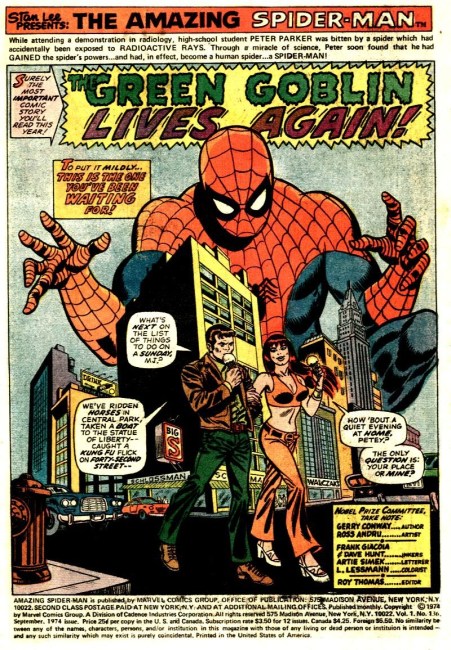 Stan Lee
PRESENTS: THE AMAZING SPIDER-MAN™
While attending a demonstration in radiology, high-school student PETER PARKER was bitten by a spider which had
accidentally been exposed to RADIOACTIVE RAYS. Through a miracle of science, Peter soon found that he had
GAINED the spider's powers...and had, in effect, become a human spider...a SPIDER-MAN!
SURELY
THE
MOST
IMPORTANT
COMIC
STORY
YOU'LL
READ THIS
YEAR!
THE
GREEN GOBLIN
LIVES AGAIN!
TO PUT IT MILDLY...
THIS IS THE ONE
YOU'VE BEEN
WAITING
FOR!
WHAT'S
NEXT ON
THE LIST
OF THINGS
TO DO ON
A SUNDAY,
M.J.?
WE'VE RIDDEN
HORSES IN
CENTRAL PARK,
TAKEN A BOAT
TO THE STATUE
OF LIBERTY--
CAUGHT A
KUNG FU FLICK
ON FORTY-SECOND
STREET--
BIG
S
SCHLOSSMAN
WALCZAK
HOW 'BOUT
A QUIET
EVENING AT
HOME,
PETEY?
THE ONLY
QUESTION IS:
YOUR PLACE
OR MINE?
NOBEL PRIZE COMMITTEE,
TAKE NOTE:
GERRY CONWAY...AUTHOR
ROSS ANDRU...ARTIST
FRANK GIACOIA
& DAVE HUNT...INKERS
ARTIE SIMEK...LETTERER
L. LESSMANN...COLORIST
ROY THOMAS...EDITOR
AMAZING SPIDER-MAN is published by MARVEL COMICS GROUP, OFFICE OF PUBLICATION: 575 MADISON AVENUE, NEW YORK, N.Y.
10022. SECOND CLASS POSTAGE PAID AT NEW YORK, N.Y. AND AT ADDITIONAL MAILING OFFICES. Published monthly. Copyright © 1974
by Marvel Comics Group, A Division of Cadence Industries Corporation. All rights reserved 575 Madison Avenue, New York, N.Y. 10022. Vol. 1, No.
September, 1974 issue. Price 25¢ per copy in the U.S. and Canada. Subscription rate $3.50 for 12 issues. Canada $4.25. Foreign $5.50. No similarity be
tween any of the names, characters, persons, and/or institution in this magazine with those of any living or dead person or institution is intended -
and any such similarity which may exist is purely coincidental. Printed in the United States of America.